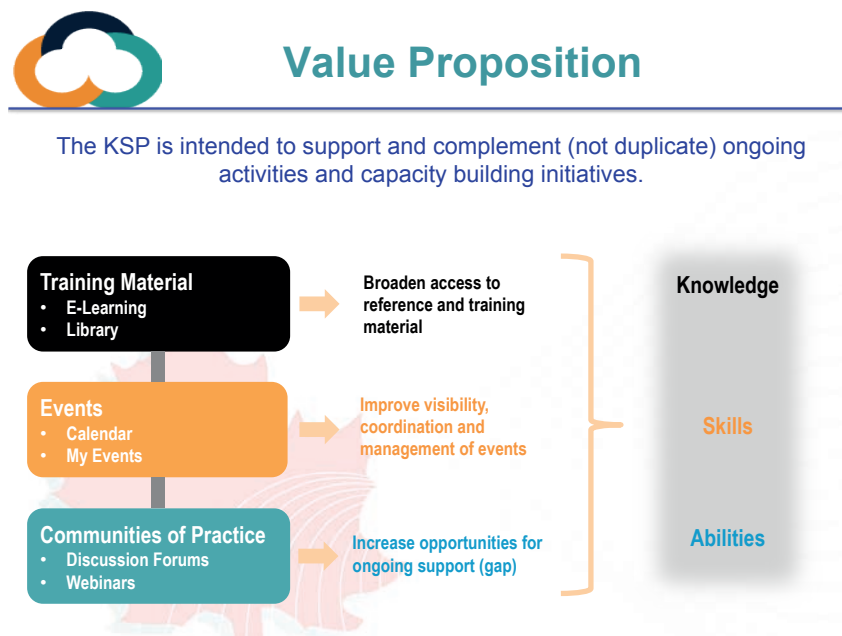 Value Proposition
The KSP is intended to support and complement (not duplicate) ongoing
activities and capacity building initiatives.
Training Material
• E-Learning
• Library
Broaden access to
reference and training
material
Knowledge
Events
• Calendar
• My Events
Improve visibility,
coordination and
management of events
Skills
Communities of Practice
• Discussion Forums
• Webinars
Increase opportunities for
ongoing support (gap)
Abilities